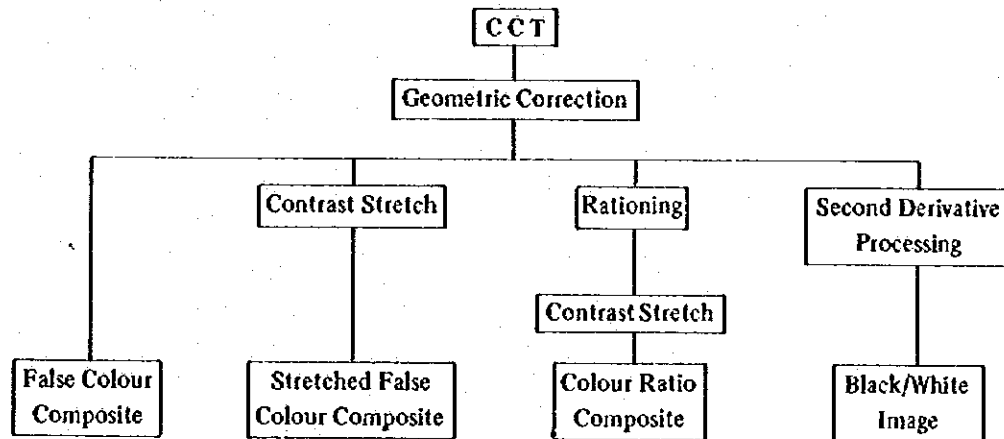 C C T
Geometric Correction
Contrast Stretch
Rationing
Second Derivative
Processing
Contrast Stretch
False Colour
Composite
Stretched False
Colour Composite
Colour Ratio
Composite
Black/White
Image